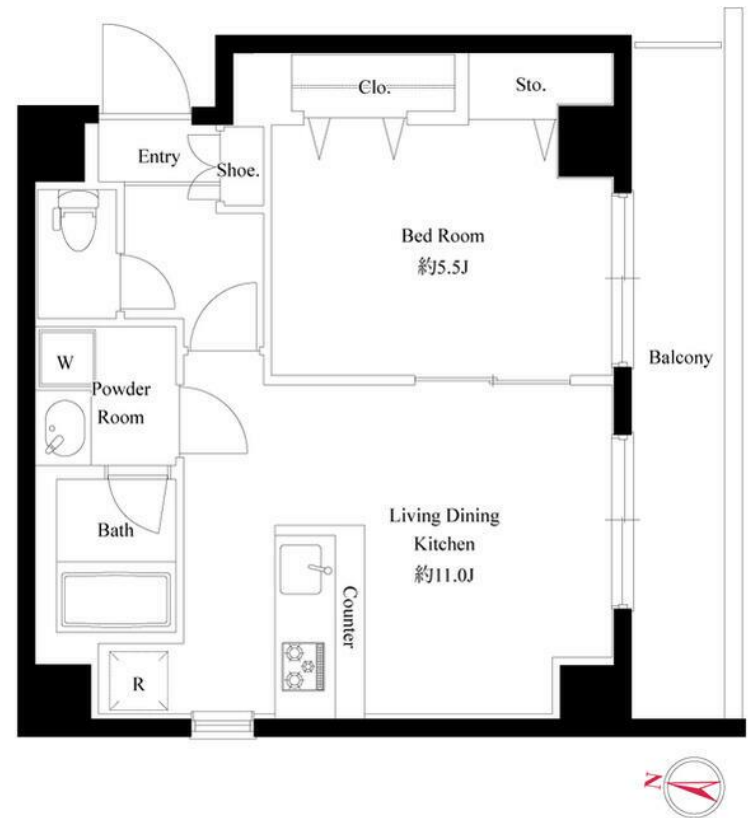 Clo.
Sto.
Entry
Shoe.
Bed Room
約5.5J
W
Powder
Room
Balcony
Bath
Living Dining
Kitchen
約11.0J
Counter
R
N